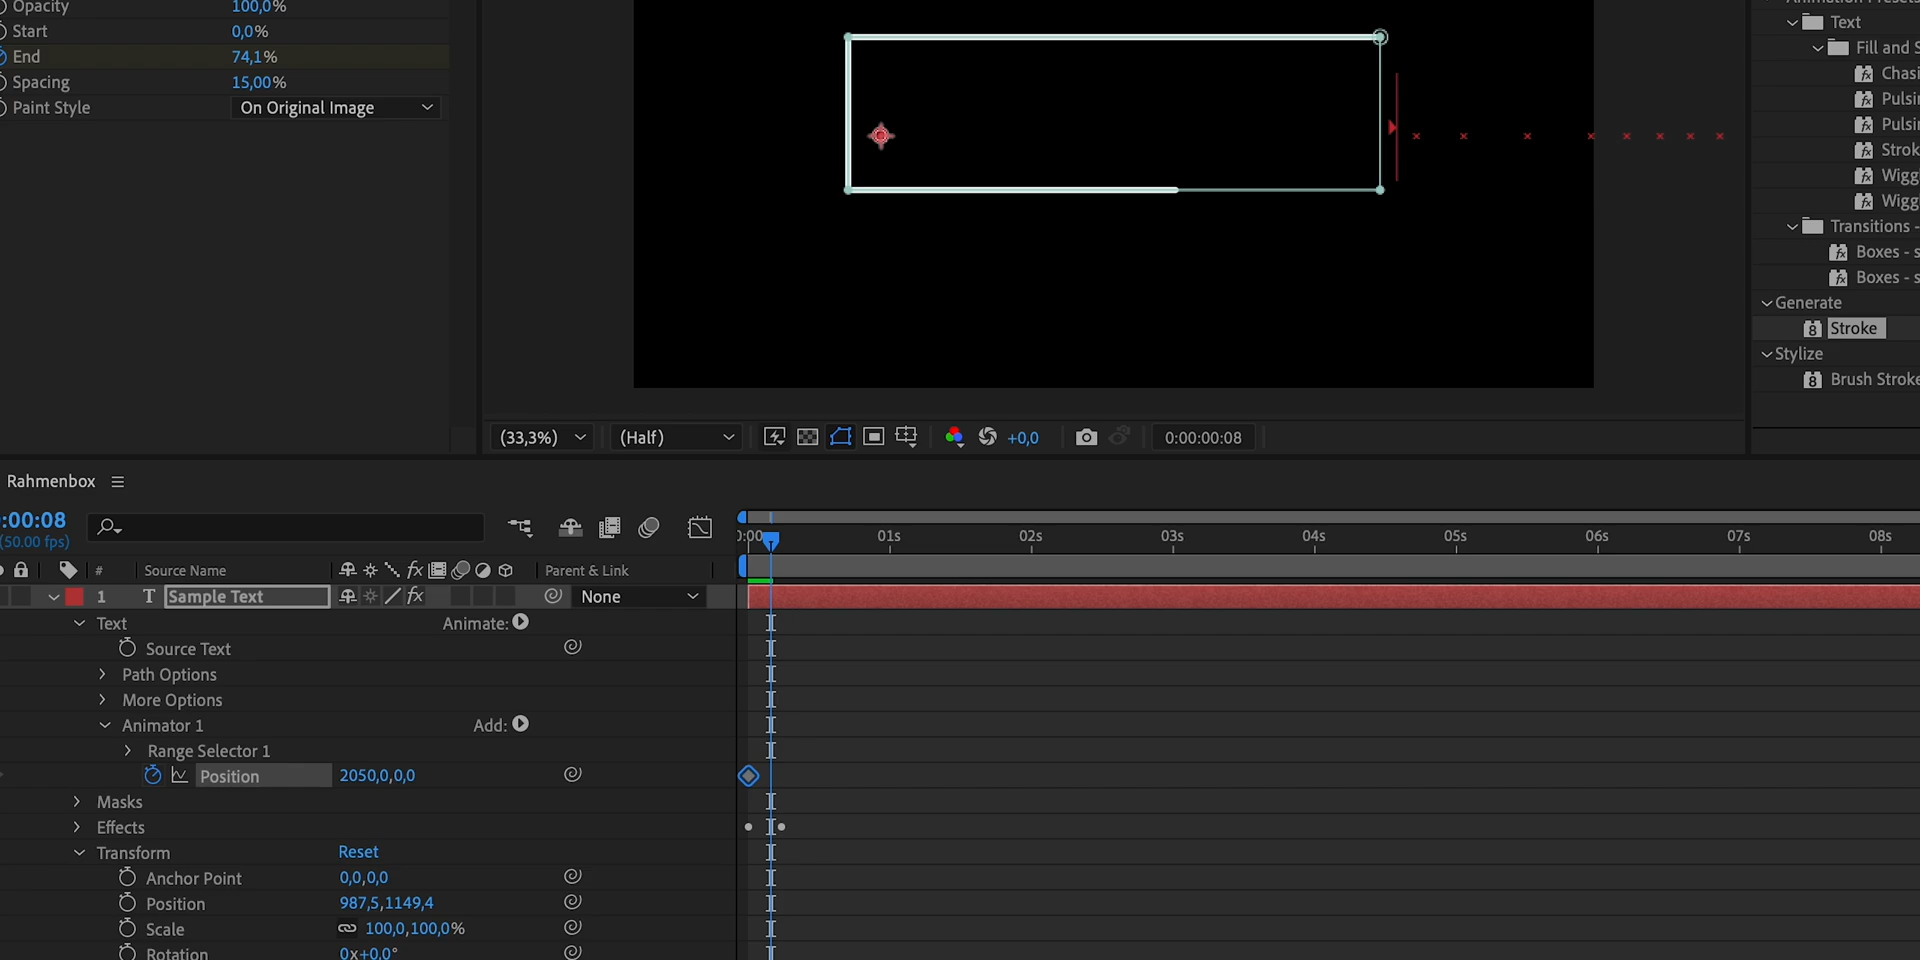 Opacity 100,0%
Start 0,0%
End 74,1%
Spacing 15,00%
Paint Style On Original Image
Text
Fill and S
Chasi
Pulsi
Pulsi
Strok
Wigg
Wigg
Transitions -
Boxes - s
Boxes - s
Generate
Stroke
Stylize
Brush Stroke
(33,3%) (Half) +0,0 0:00:00:08
Rahmenbox
:00:08
(50.00 fps)
# Source Name fx Parent & Link
0:00 01s 02s 03s 04s 05s 06s 07s 08s
1 T Sample Text fx None
Text Animate:
Source Text
Path Options
More Options
Animator 1 Add:
Range Selector 1
Position 2050,0,0,0
Masks
Effects
Transform Reset
Anchor Point 0,0,0,0
Position 987,5,1149,4
Scale 100,0,100,0%
Rotation 0x+0,0°